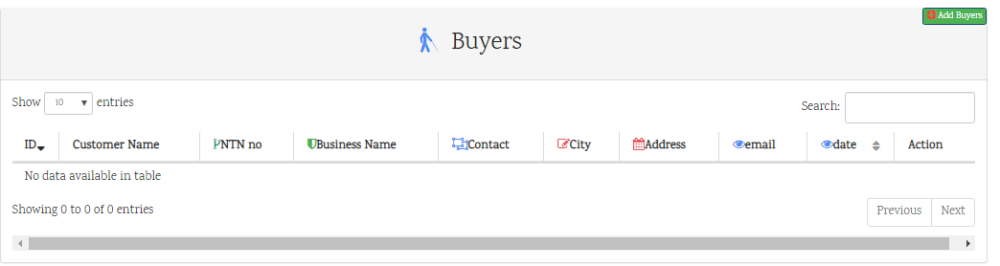 Add Buyers
Buyers
Show 10 entries
Search:
ID Customer Name NTN no Business Name Contact City Address email date Action
No data available in table
Showing 0 to 0 of 0 entries
Previous Next